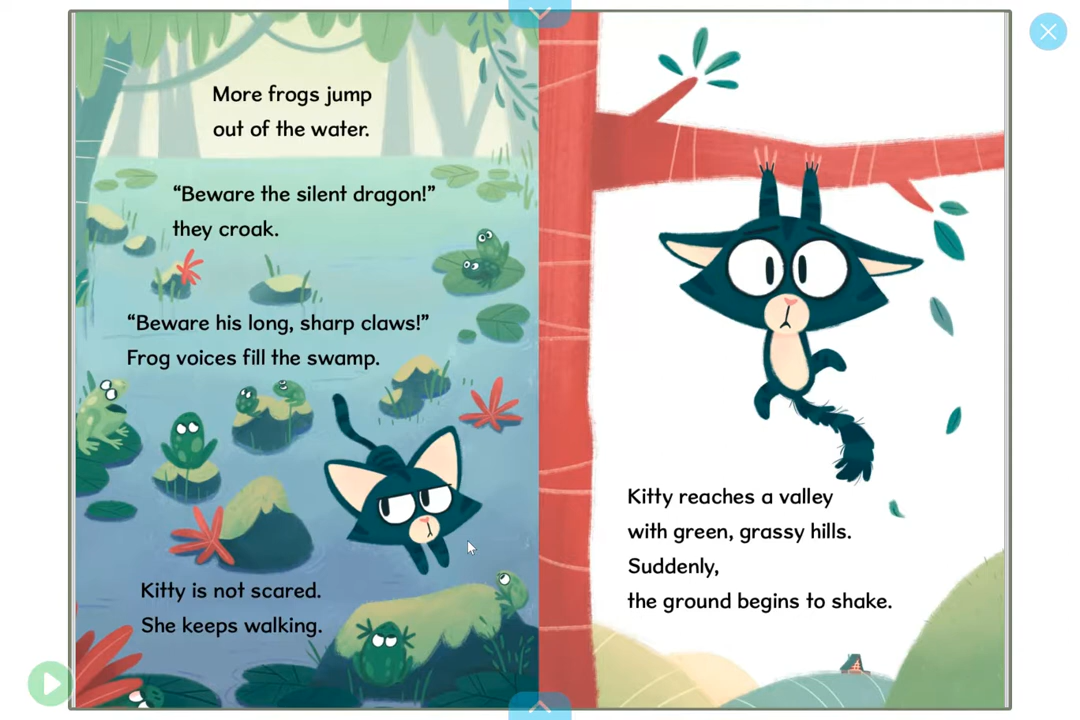 More frogs jump
out of the water.
“Beware the silent dragon!”
they croak.
“Beware his long, sharp claws!”
Frog voices fill the swamp.
Kitty is not scared.
She keeps walking.
Kitty reaches a valley
with green, grassy hills.
Suddenly,
the ground begins to shake.